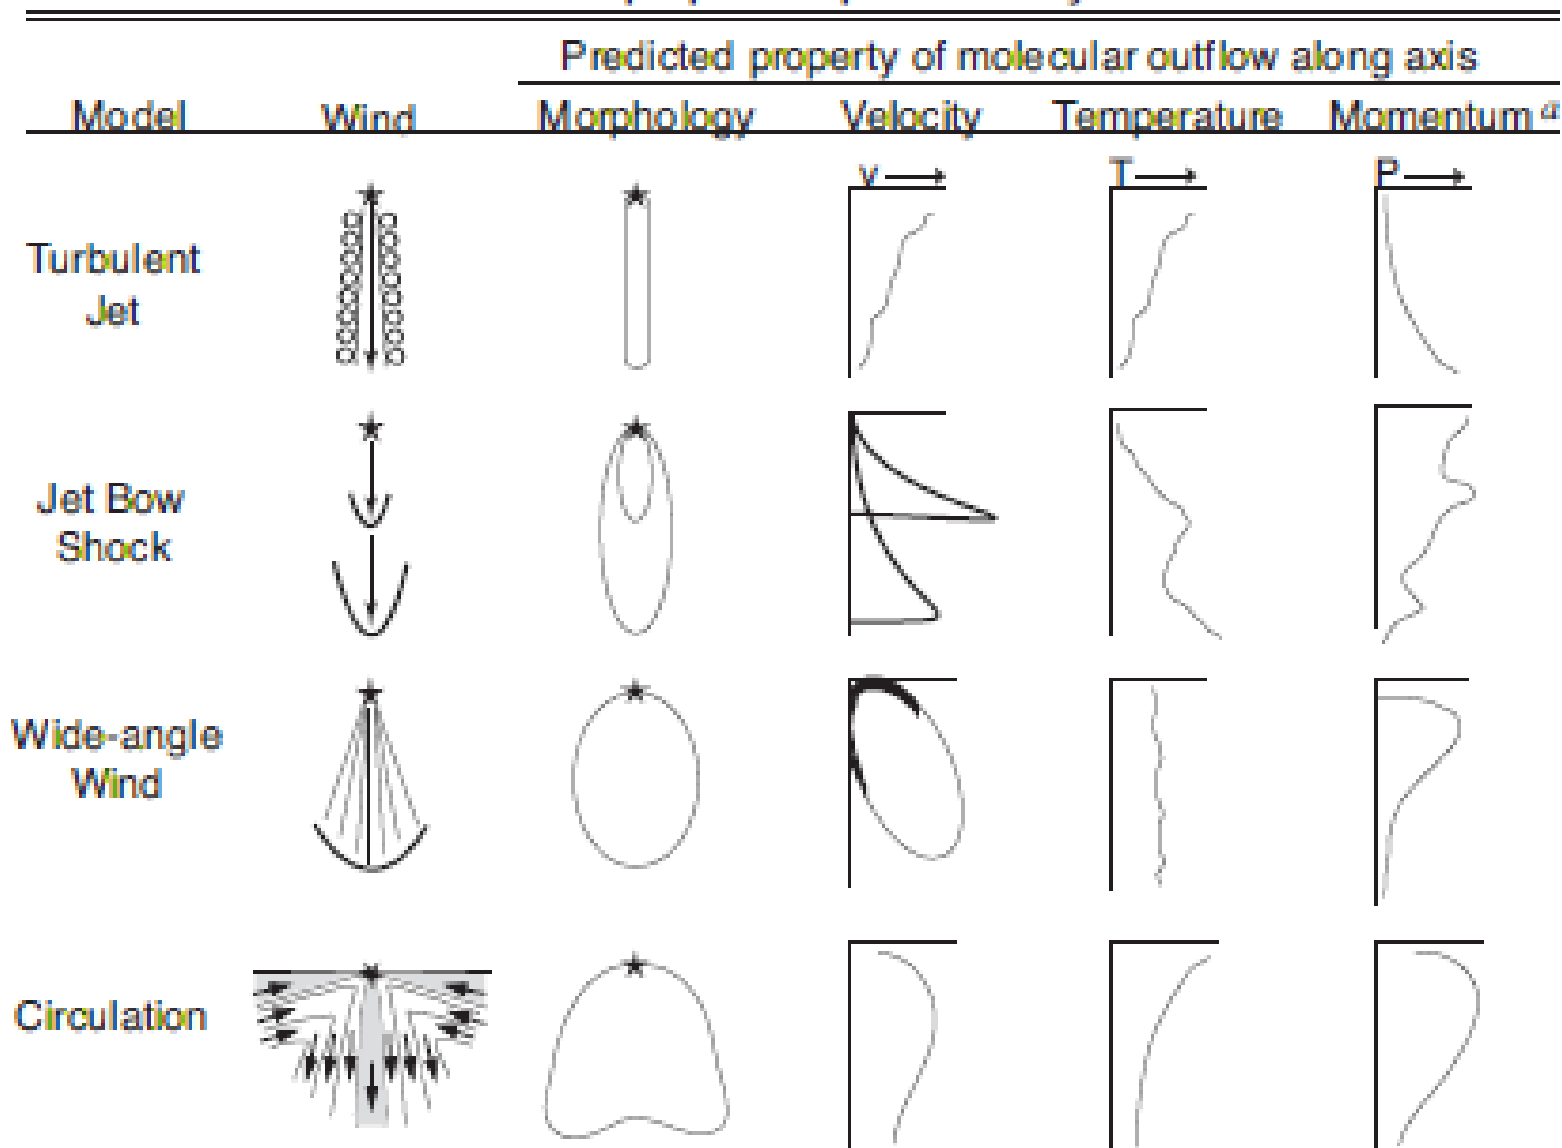 Predicted property of molecular outflow along axis
Model Wind Morphology Velocity Temperature Momentum a
v T P
Turbulent
Jet
Jet Bow
Shock
Wide-angle
Wind
Circulation